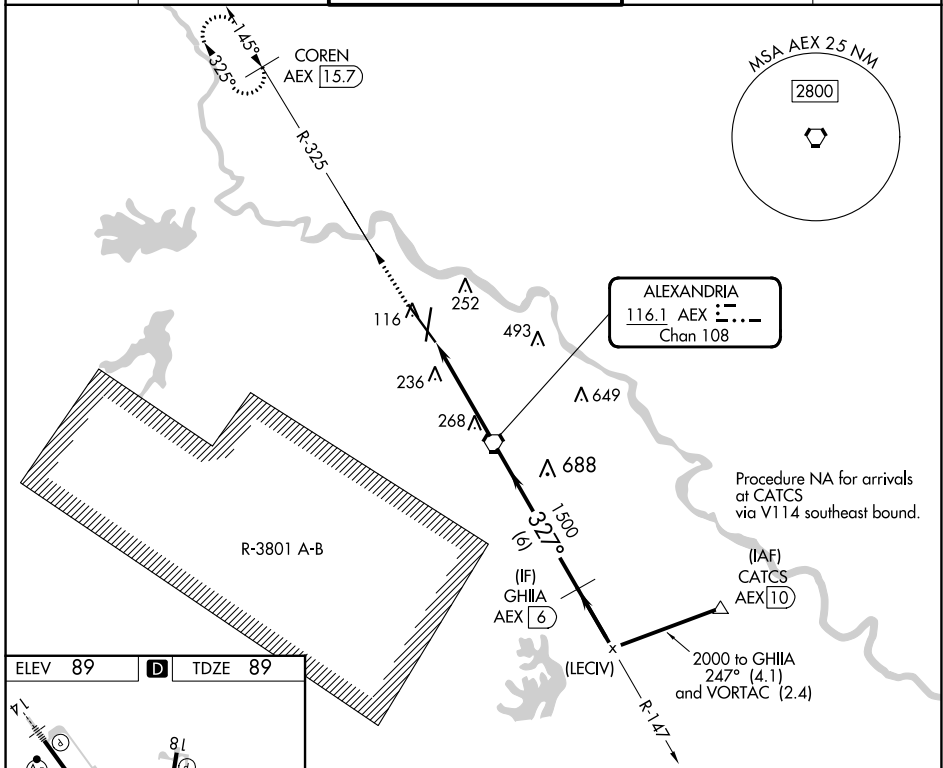 145°
325°
COREN
AEX 15.7
R-325
MSA AEX 25 NM
2800
ALEXANDRIA
116.1 AEX
Chan 108
252
116
493
236
649
268
688
Procedure NA for arrivals
at CATCS
via V114 southeast bound.
R-3801 A-B
1500
327°
(6)
(IF)
GHIIA
AEX 6
(IAF)
CATCS
AEX 10
(LECIV)
2000 to GHIIA
247° (4.1)
and VORTAC (2.4)
R-147
ELEV 89
D
TDZE 89
14
P
18
P